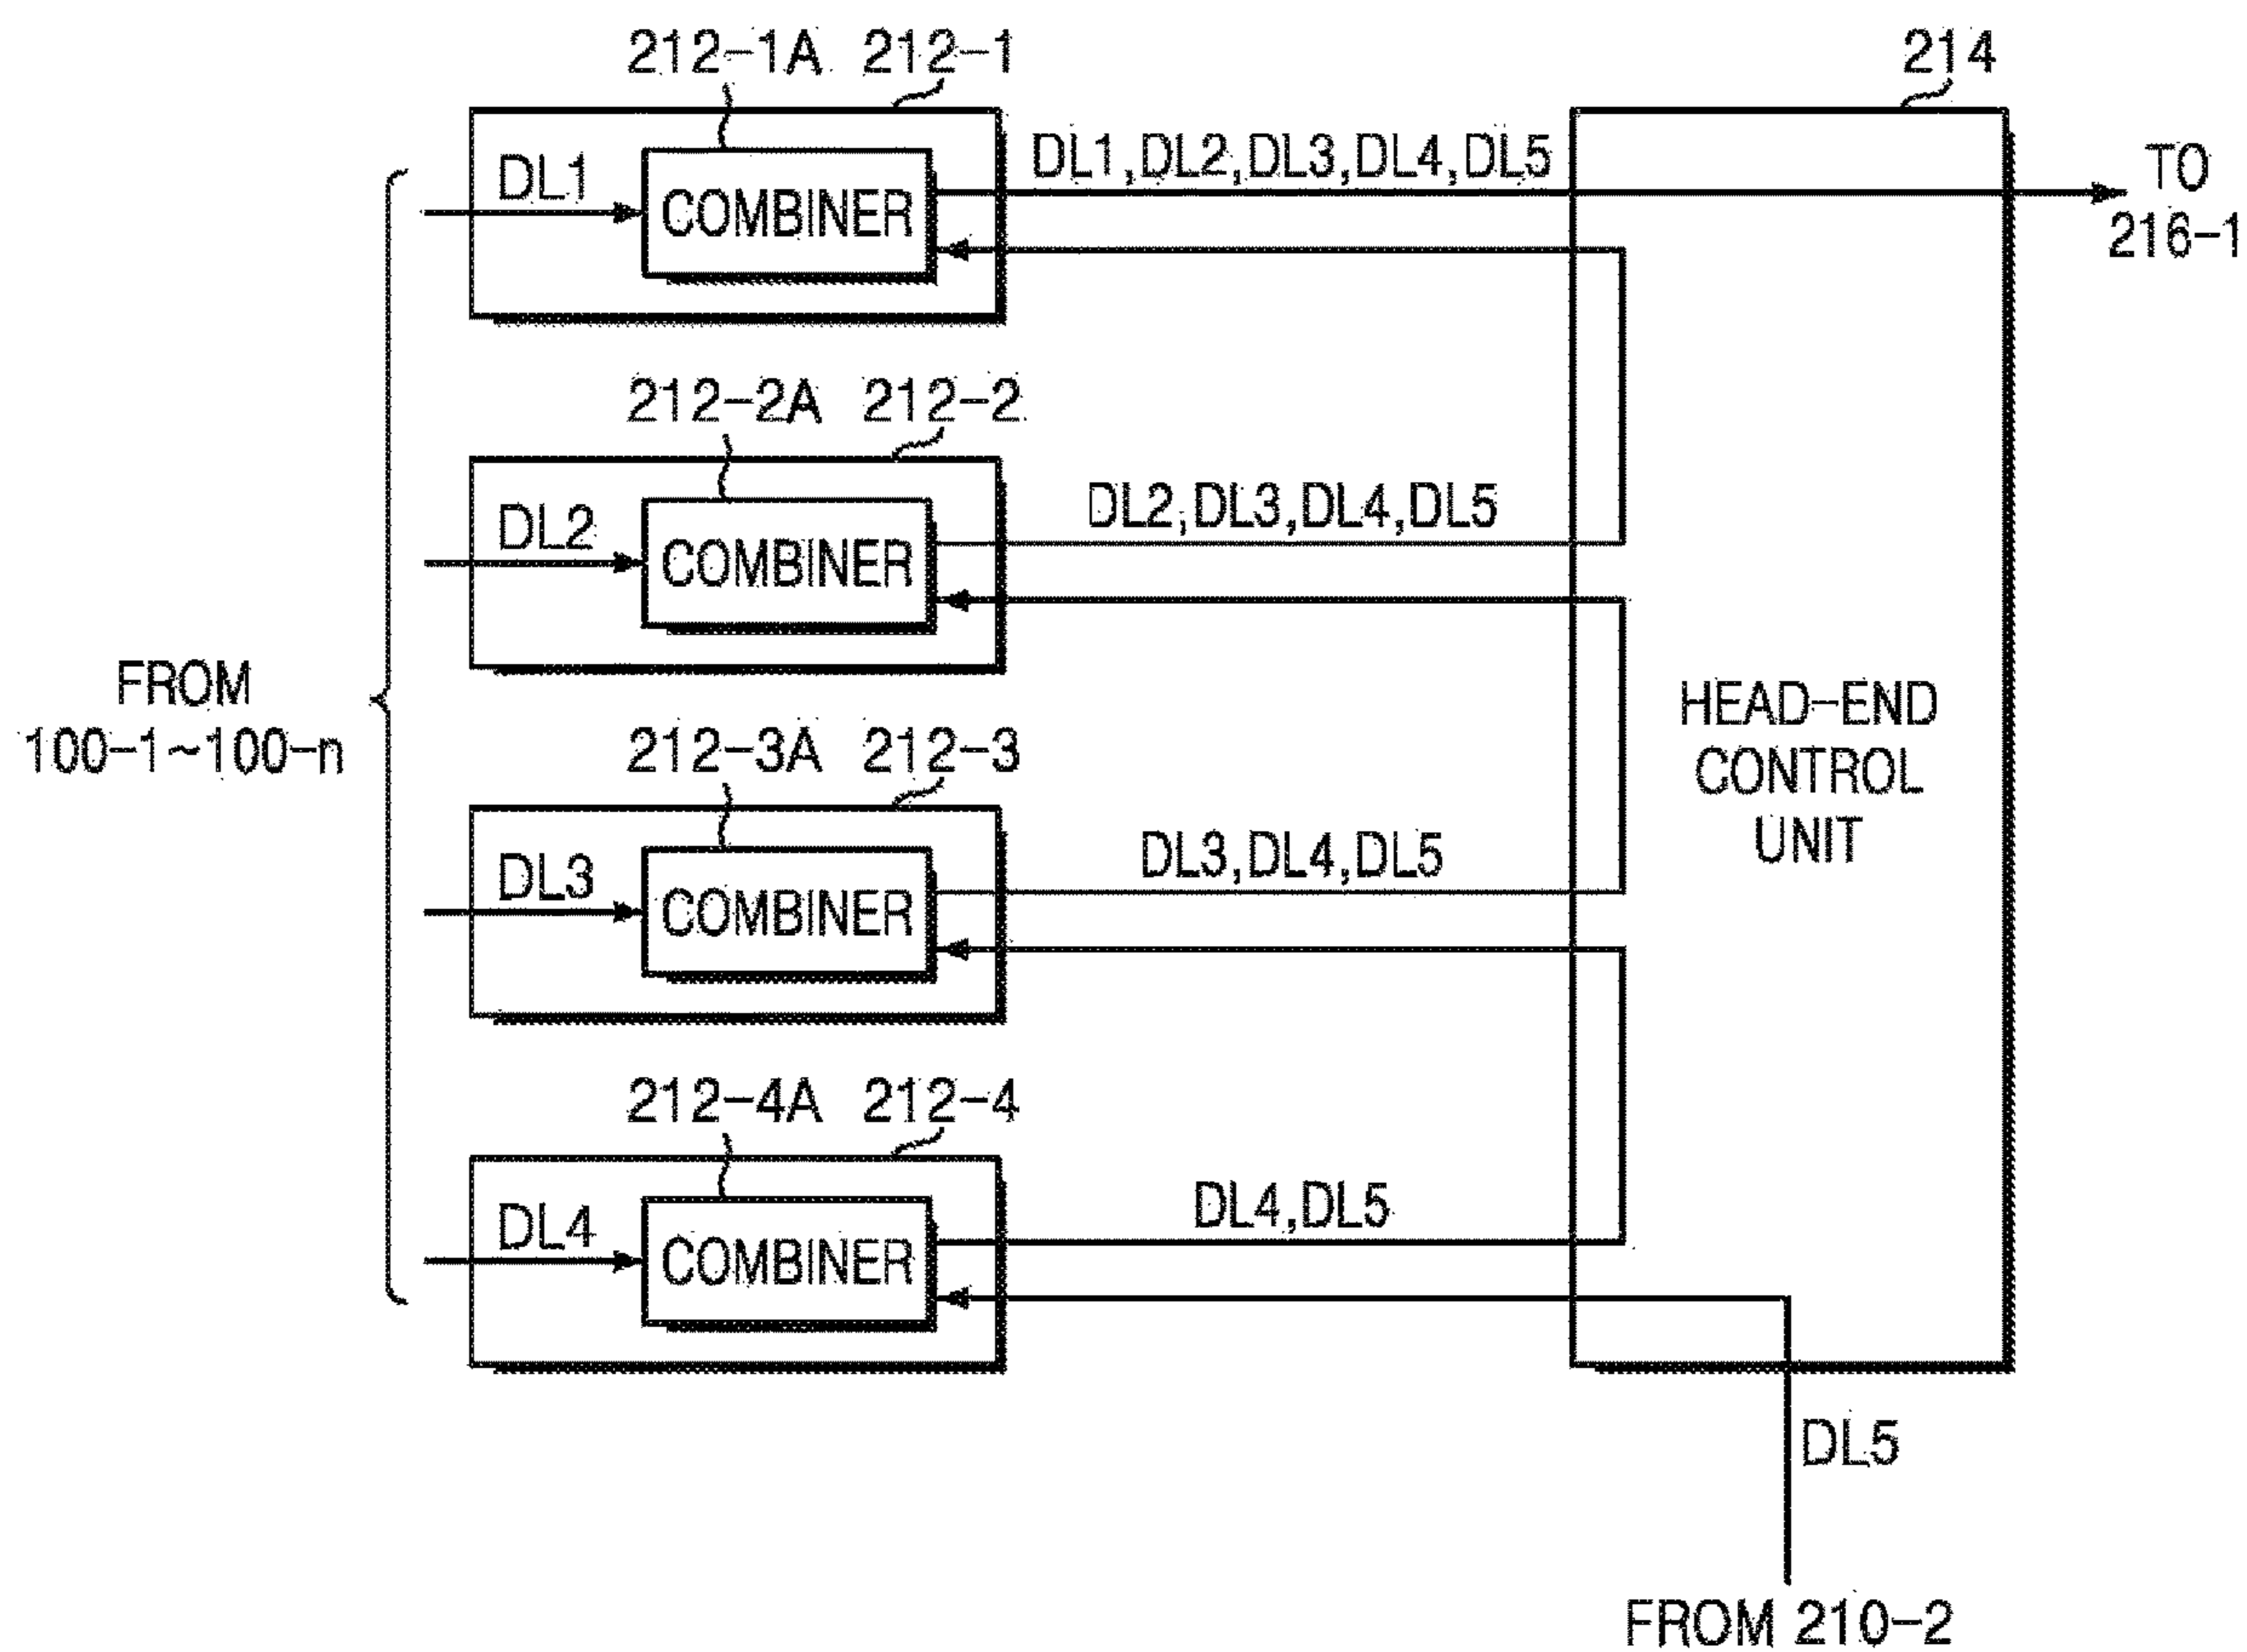 212-1A 212-1
214
DL1
COMBINER
DL1,DL2,DL3,DL4,DL5
TO
216-1
212-2A 212-2
DL2
COMBINER
DL2,DL3,DL4,DL5
FROM
100-1~100-n
HEAD-END
CONTROL
UNIT
212-3A 212-3
DL3
COMBINER
DL3,DL4,DL5
212-4A 212-4
DL4
COMBINER
DL4,DL5
DL5
FROM 210-2